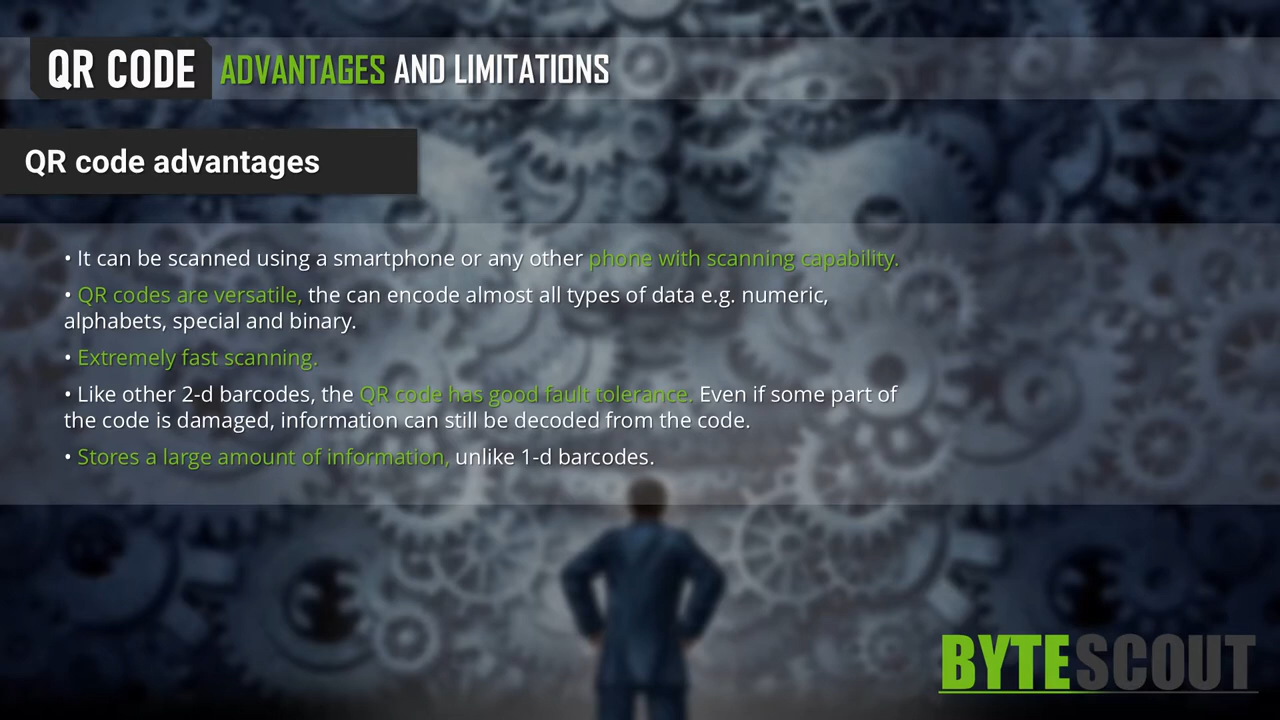 QR CODE ADVANTAGES AND LIMITATIONS
QR code advantages
• It can be scanned using a smartphone or any other phone with scanning capability.
• QR codes are versatile, the can encode almost all types of data e.g. numeric,
alphabets, special and binary.
• Extremely fast scanning.
• Like other 2-d barcodes, the QR code has good fault tolerance. Even if some part of
the code is damaged, information can still be decoded from the code.
• Stores a large amount of information, unlike 1-d barcodes.
BYTESCOUT